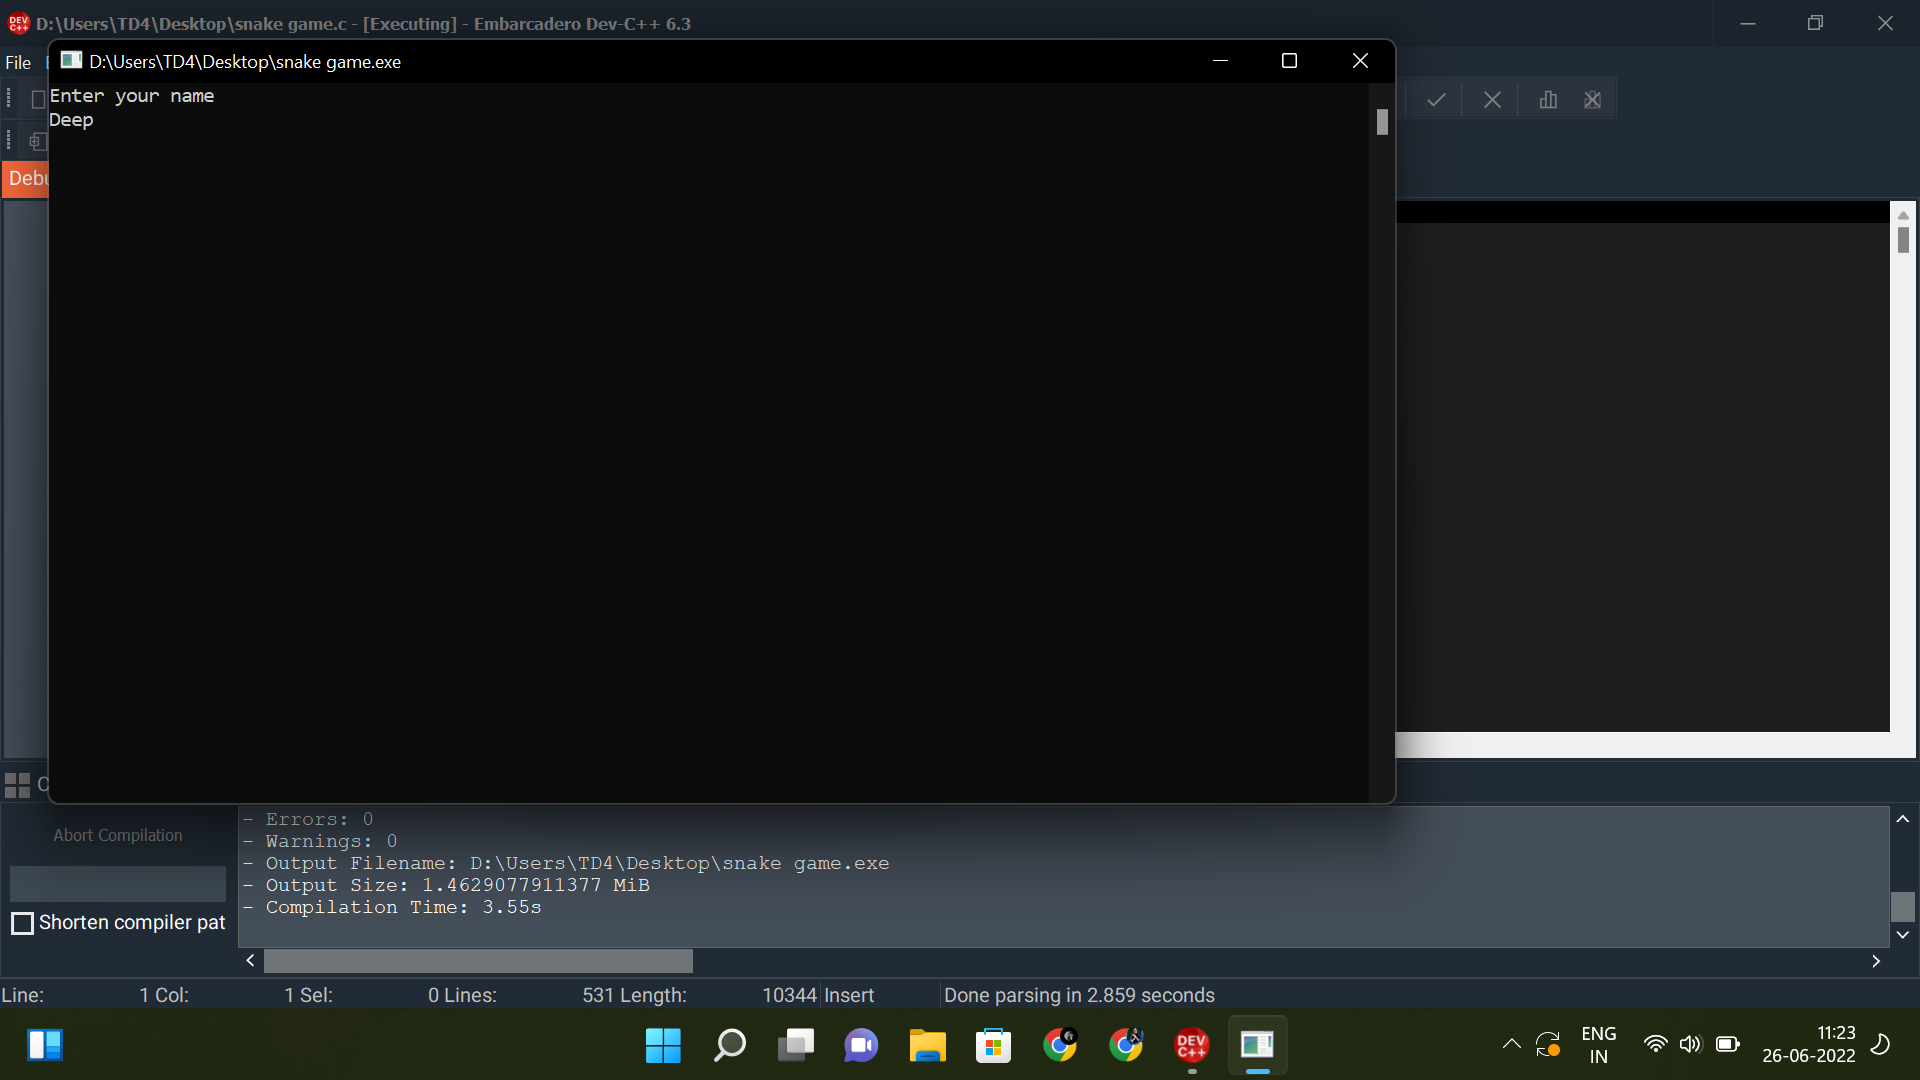 D:\Users\TD4\Desktop\snake game.c - [Executing] - Embarcadero Dev-C++ 6.3
D:\Users\TD4\Desktop\snake game.exe
File
Enter your name
Deep
Debu
C
Abort Compilation
Shorten compiler pat
- Errors: 0
- Warnings: 0
- Output Filename: D:\Users\TD4\Desktop\snake game.exe
- Output Size: 1.4629077911377 MiB
- Compilation Time: 3.55s
Line: 1 Col: 1 Sel: 0 Lines: 531 Length: 10344 Insert Done parsing in 2.859 seconds
DEV C++
ENG
IN
11:23
26-06-2022